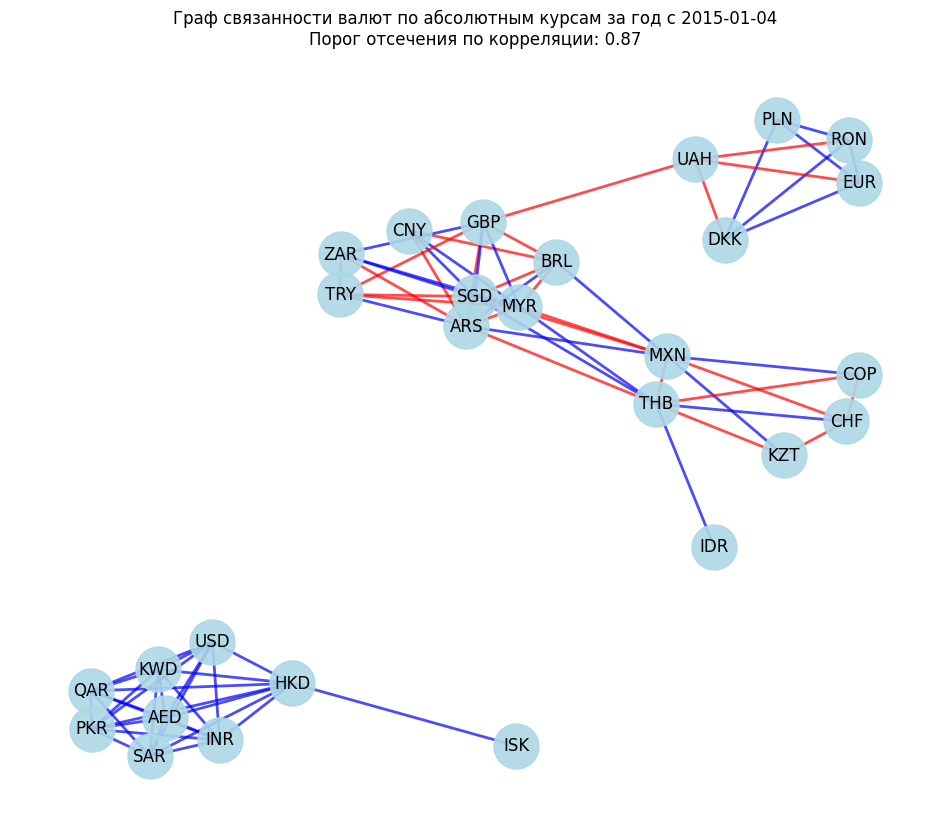 Граф связанности валют по абсолютным курсам за год с 2015-01-04
Порог отсечения по корреляции: 0.87
PLN
RON
UAH
EUR
GBP
CNY
DKK
ZAR
BRL
TRY
SGD
MYR
ARS
MXN
COP
THB
CHF
KZT
IDR
USD
KWD
HKD
QAR
AED
PKR
INR
ISK
SAR